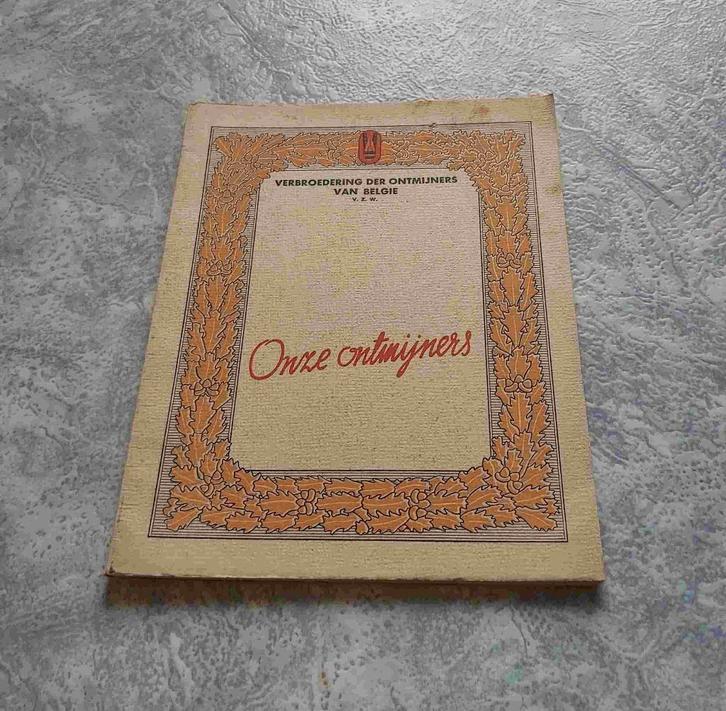 VERBROEDERING DER ONTMIJNERS
VAN BELGIE
V. Z. W.
Onze ontmijners